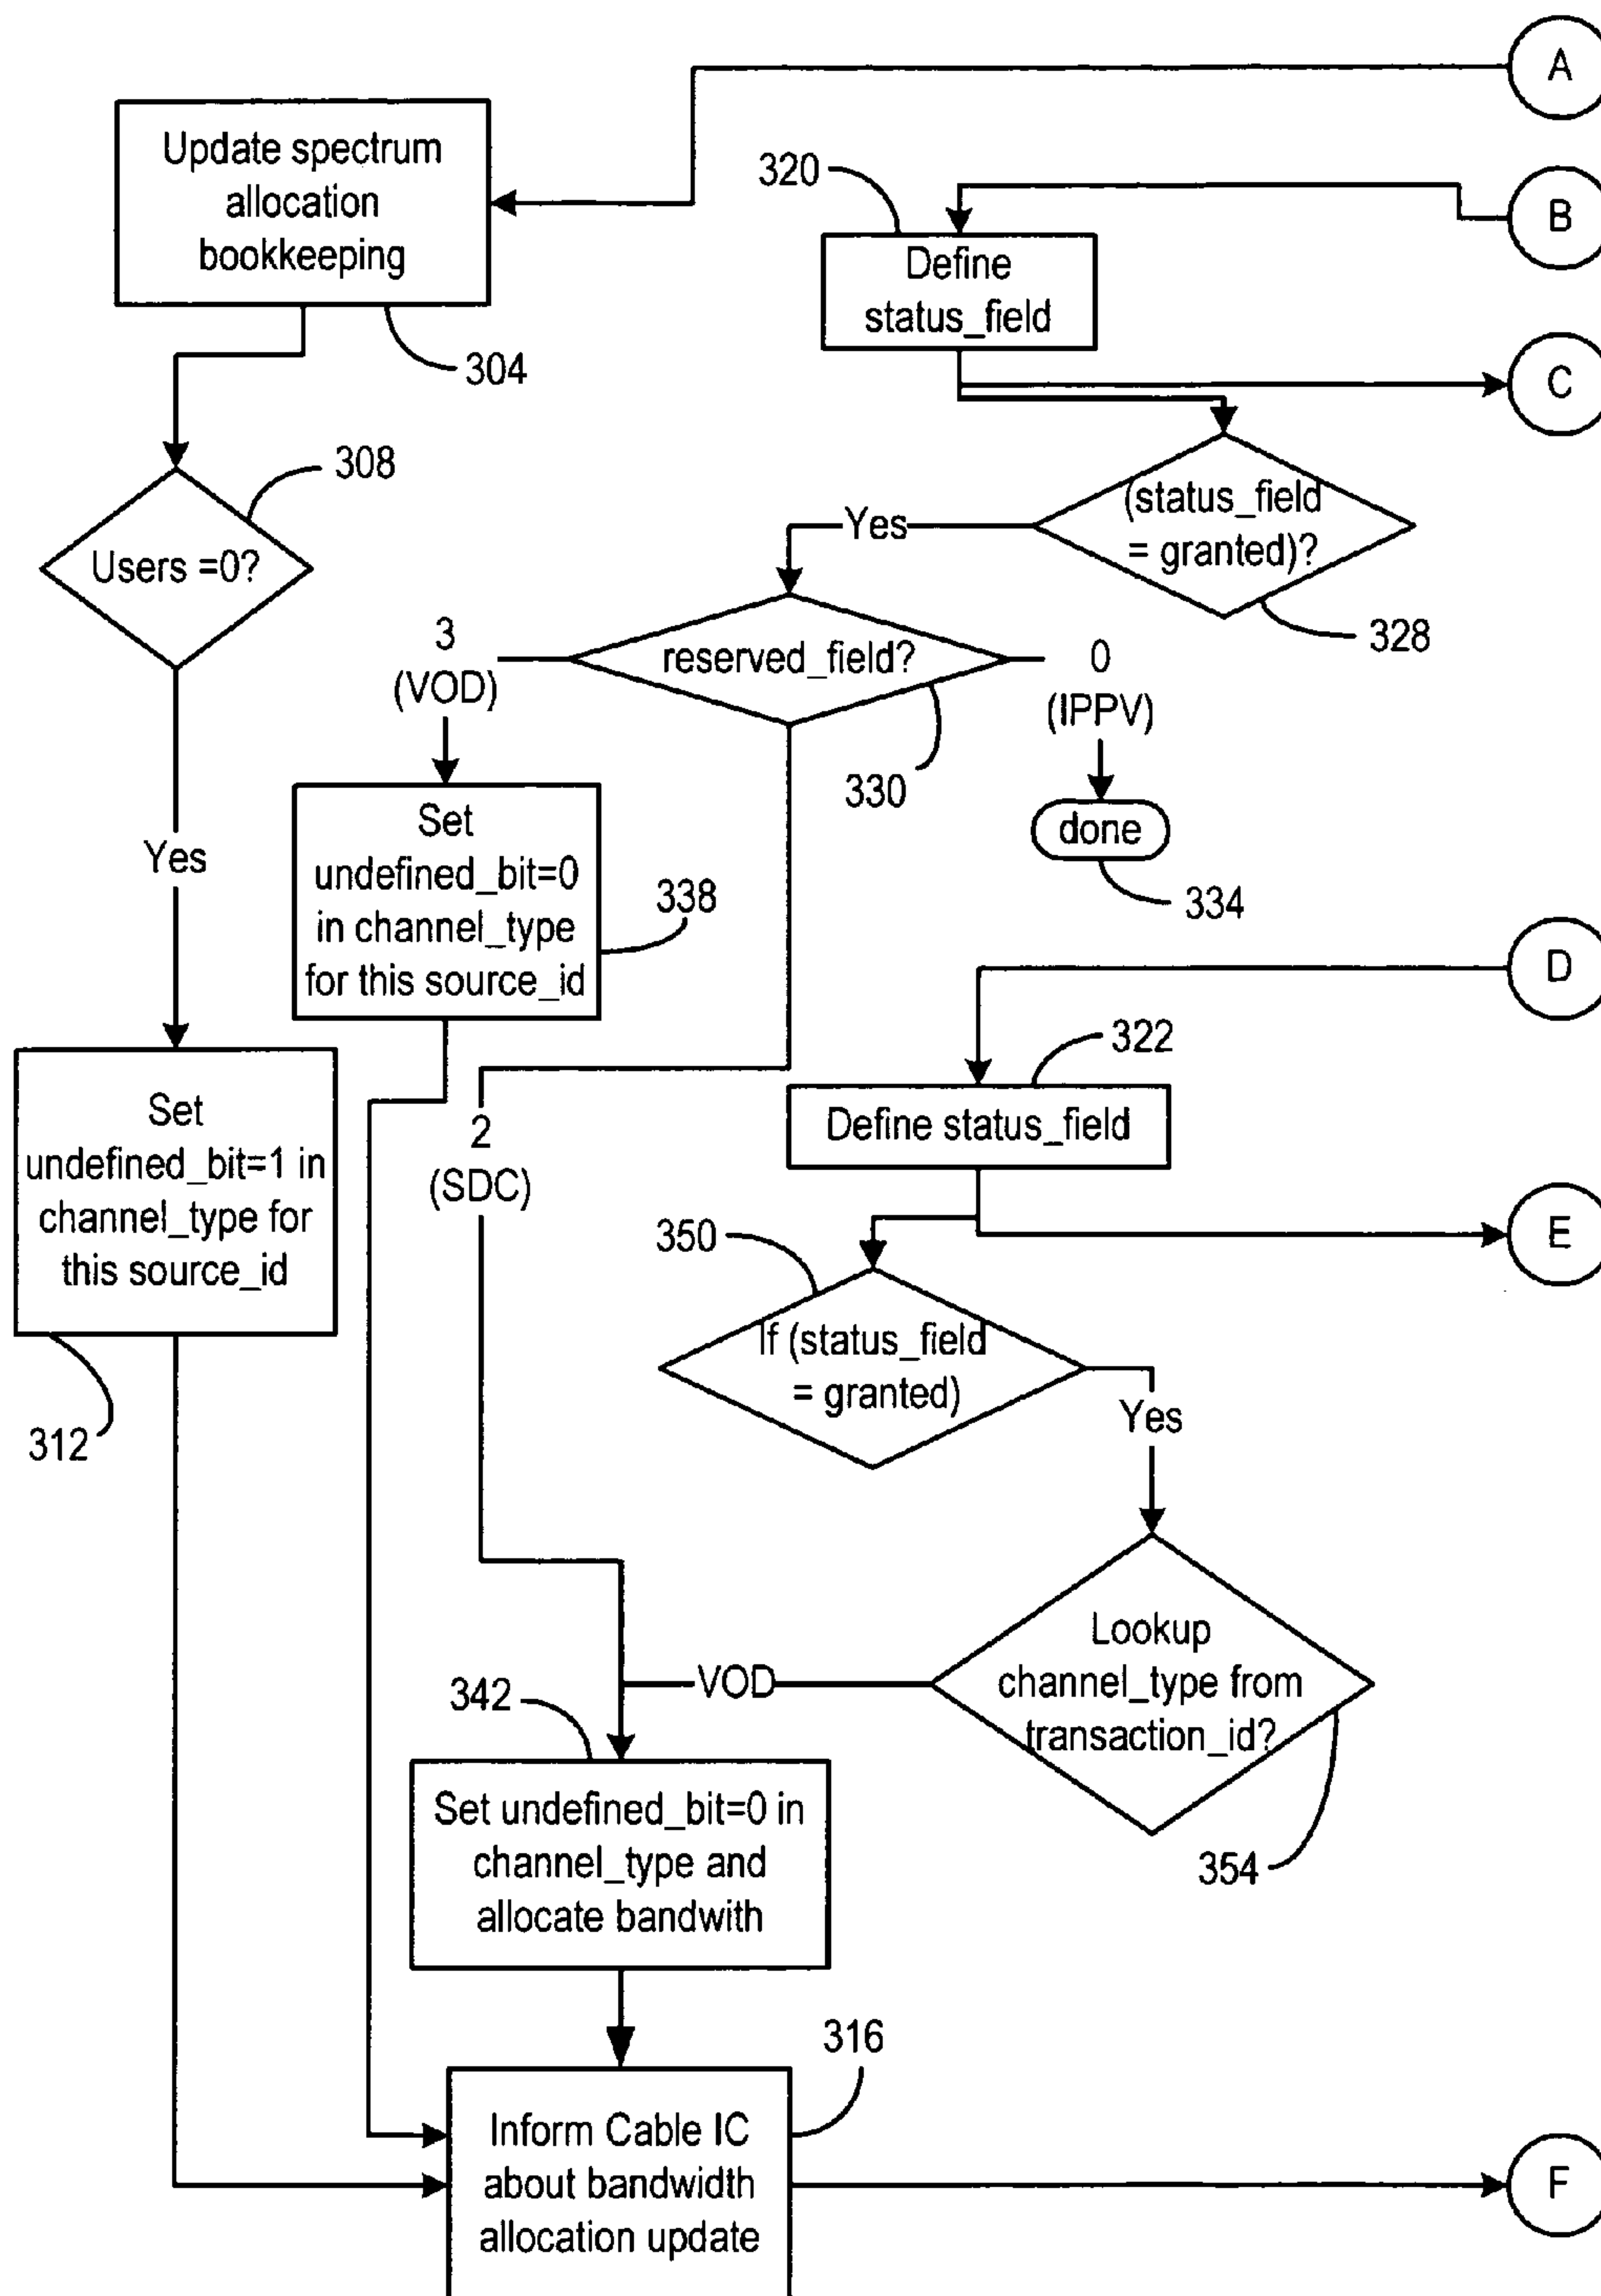 A
Update spectrum
allocation
bookkeeping
304
320
B
Define
status_field
C
308
Users =0?
Yes
(status_field
= granted)?
328
Yes
reserved_field?
330
3
(VOD)
0
(IPPV)
done
334
Set
undefined_bit=0
in channel_type
for this source_id
338
D
322
Define status_field
E
Set
undefined_bit=1 in
channel_type for
this source_id
312
2
(SDC)
350
If (status_field
= granted)
Yes
Lookup
channel_type from
transaction_id?
354
VOD
342
Set undefined_bit=0 in
channel_type and
allocate bandwith
316
Inform Cable IC
about bandwidth
allocation update
F